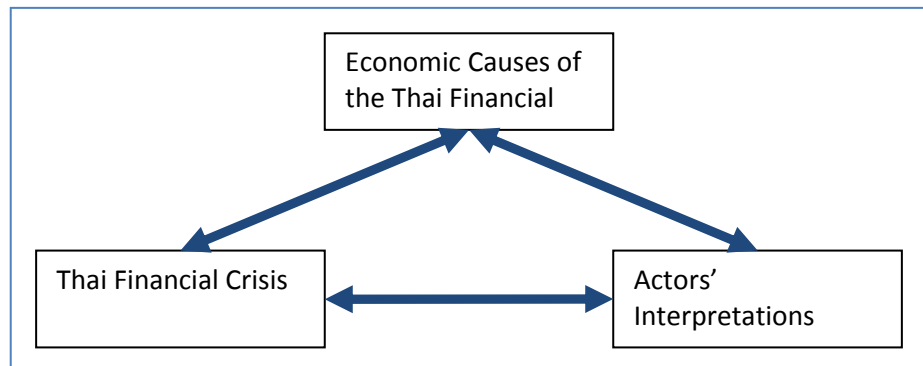 Economic Causes of
the Thai Financial
Thai Financial Crisis
Actors’
Interpretations